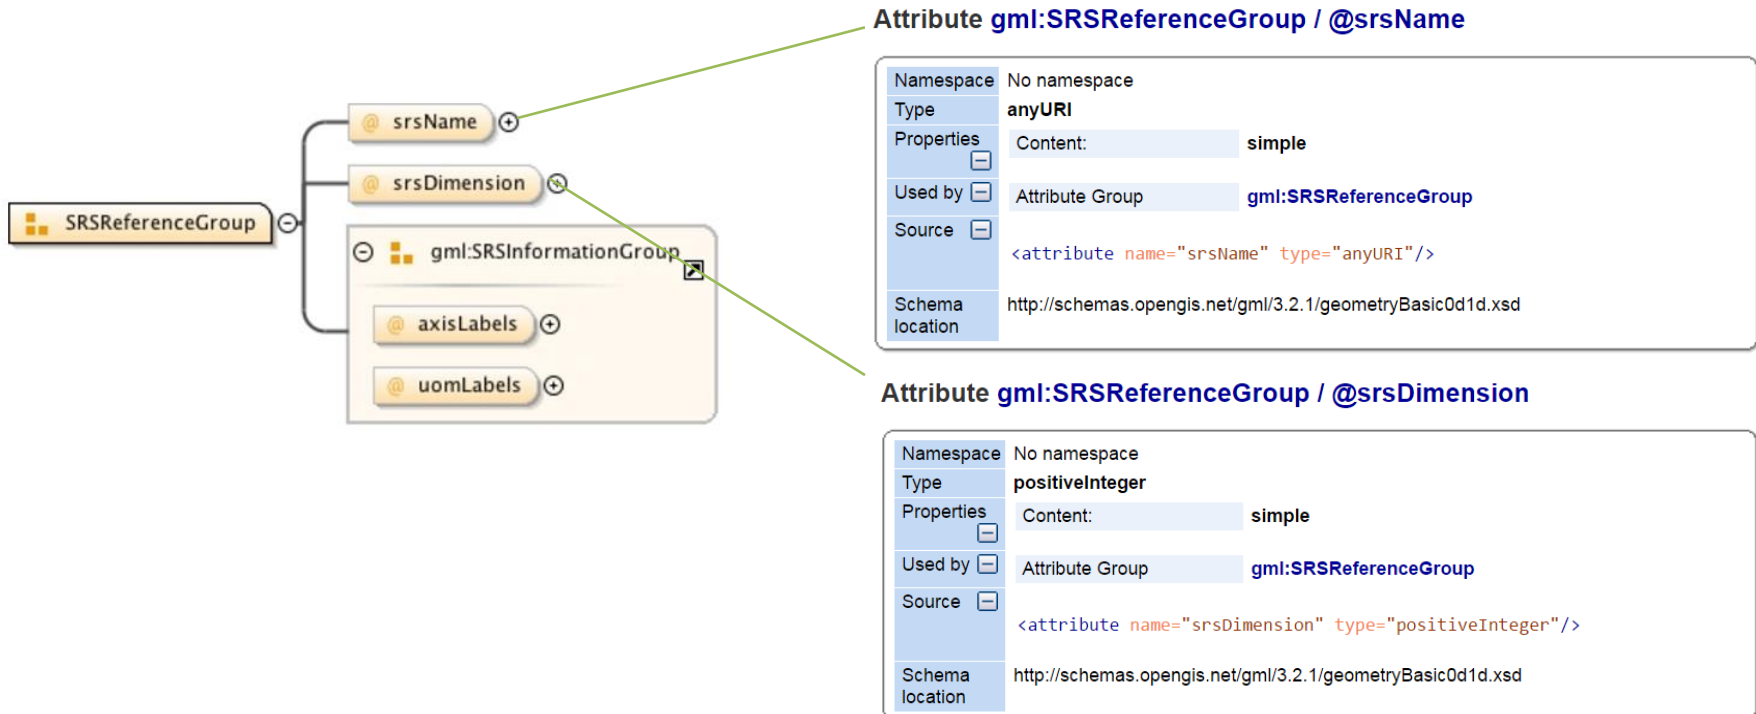 @ srsName
@ srsDimension
SRSReferenceGroup
gml:SRSInformationGroup
@ axisLabels
@ uomLabels
Attribute gml:SRSReferenceGroup / @srsName
Namespace No namespace
Type anyURI
Properties Content: simple
Used by Attribute Group gml:SRSReferenceGroup
Source
<attribute name="srsName" type="anyURI"/>
Schema location http://schemas.opengis.net/gml/3.2.1/geometryBasic0d1d.xsd
Attribute gml:SRSReferenceGroup / @srsDimension
Namespace No namespace
Type positiveInteger
Properties Content: simple
Used by Attribute Group gml:SRSReferenceGroup
Source
<attribute name="srsDimension" type="positiveInteger"/>
Schema location http://schemas.opengis.net/gml/3.2.1/geometryBasic0d1d.xsd